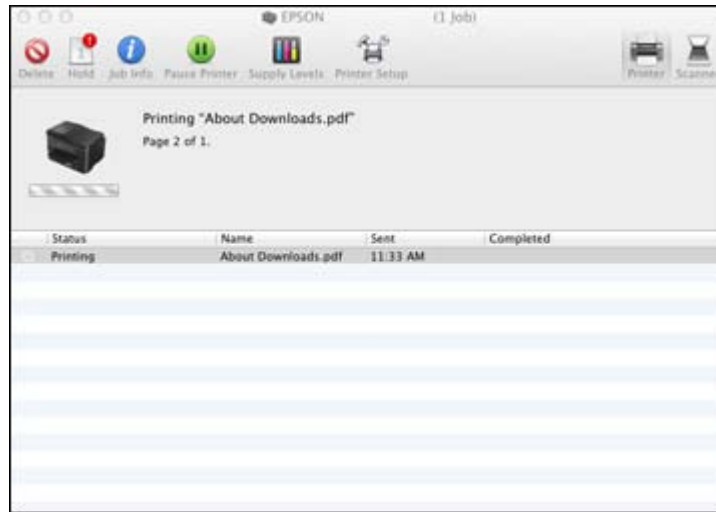 EPSON (1 Job)
Delete Hold Job Info Pause Printer Supply Levels Printer Setup Printer Scanne
Printing "About Downloads.pdf"
Page 2 of 1.
Status Name Sent Completed
Printing About Downloads.pdf 11:33 AM